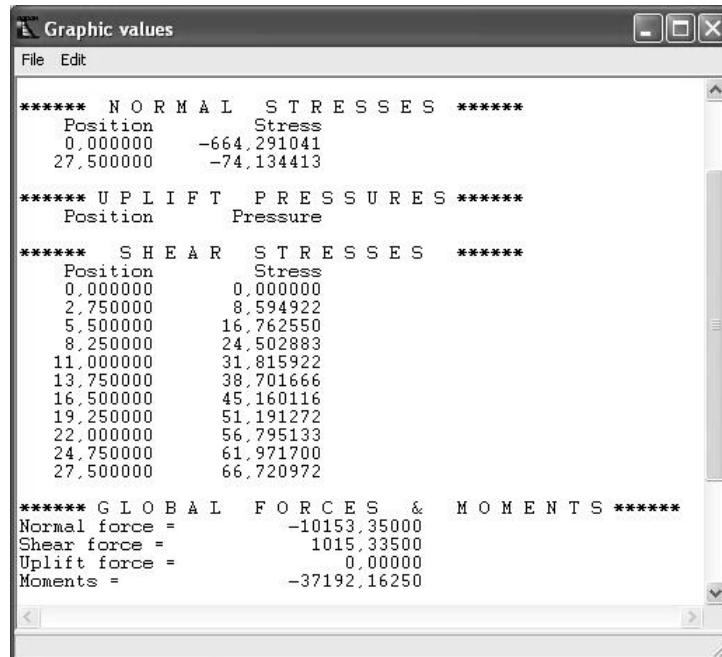 Graphic values
File Edit
****** N O R M A L S T R E S S E S ******
Position Stress
0,000000 -664,291041
27,500000 -74,134413
****** U P L I F T P R E S S U R E S ******
Position Pressure
****** S H E A R S T R E S S E S ******
Position Stress
0,000000 0,000000
2,750000 8,594922
5,500000 16,762550
8,250000 24,502883
11,000000 31,815922
13,750000 38,701666
16,500000 45,160116
19,250000 51,191272
22,000000 56,795133
24,750000 61,971700
27,500000 66,720972
****** G L O B A L F O R C E S & M O M E N T S ******
Normal force = -10153,35000
Shear force = 1015,33500
Uplift force = 0,00000
Moments = -37192,16250